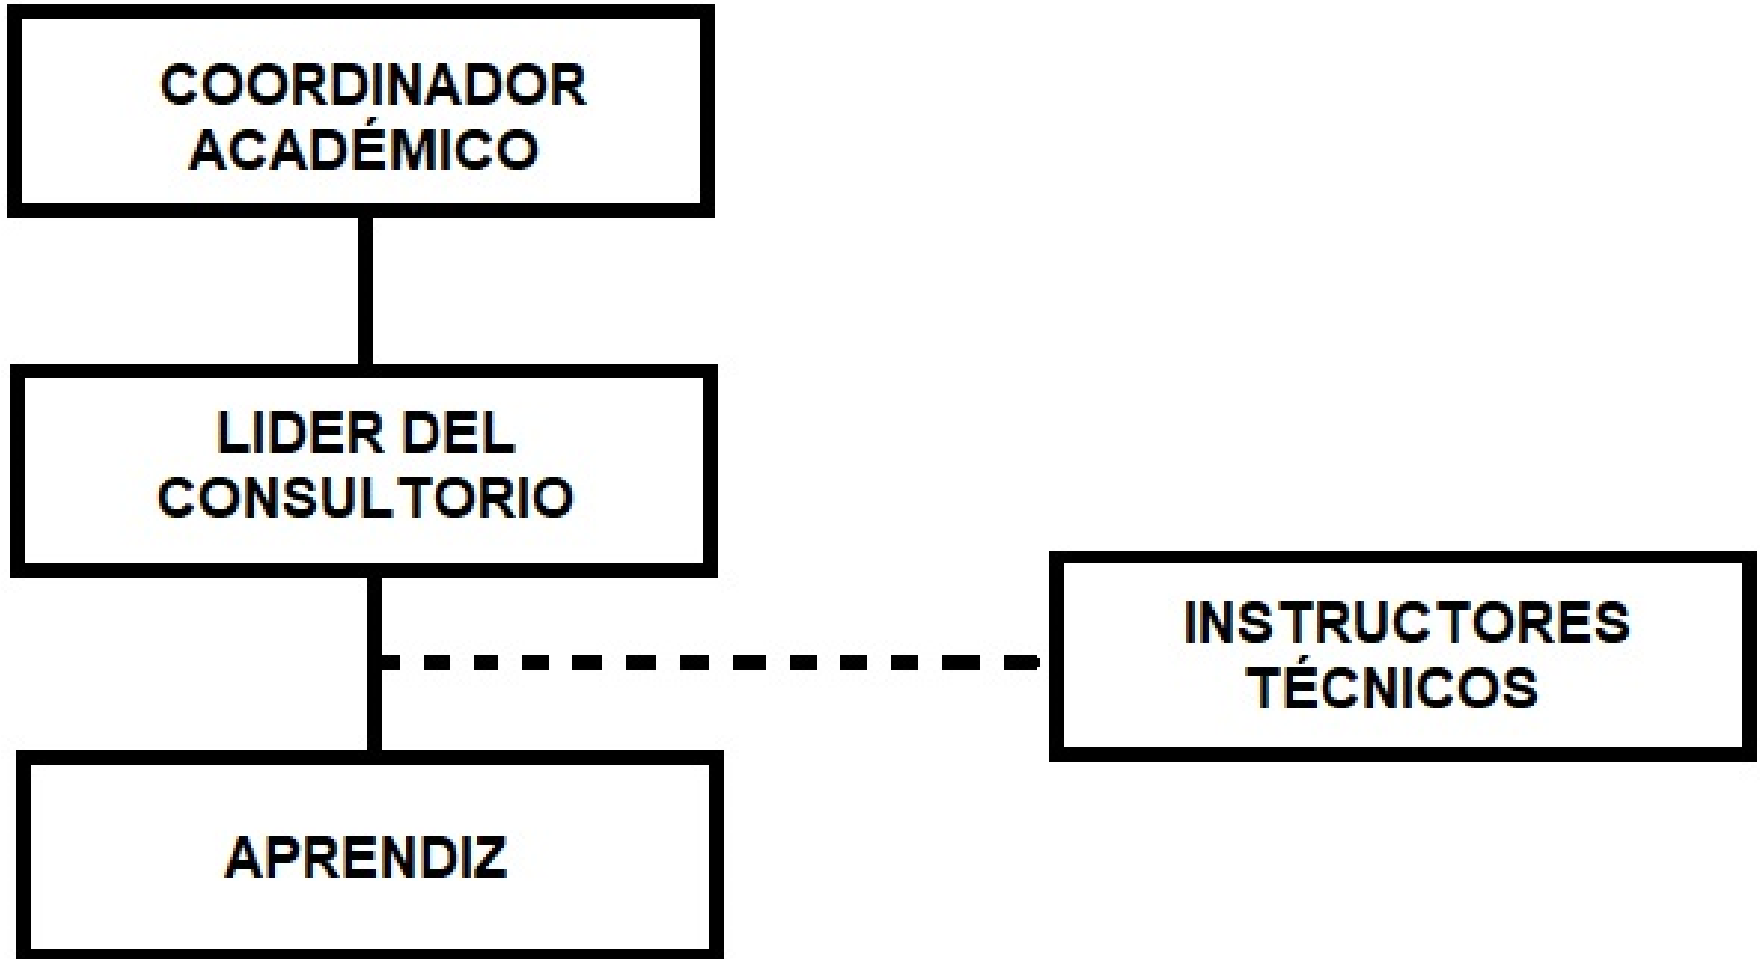 COORDINADOR
ACADÉMICO
LIDER DEL
CONSULTORIO
INSTRUCTORES
TÉCNICOS
APRENDIZ